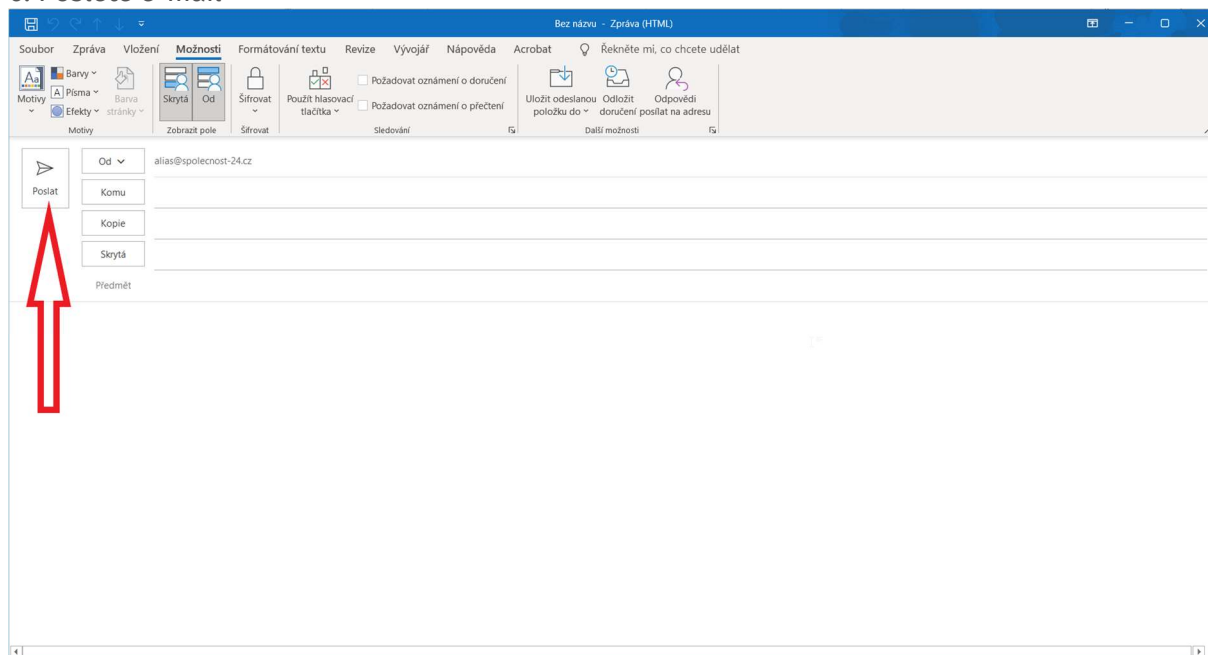 Bez názvu - Zpráva (HTML)
Soubor Zpráva Vložení Možnosti Formátování textu Revize Vývojář Nápověda Acrobat Řekněte mi, co chcete udělat
Motivy
Barvy
Písma
Efekty
Barva stránky
Skrytá
Od
Šifrovat
Použít hlasovací tlačítka
Požadovat oznámení o doručení
Požadovat oznámení o přečtení
Uložit odeslanou položku do
Odložit doručení
Odpovědi posílat na adresu
Motivy Zobrazit pole Šifrovat Sledování Další možnosti
Poslat
Od alias@spolecnost-24.cz
Komu
Kopie
Skrytá
Předmět